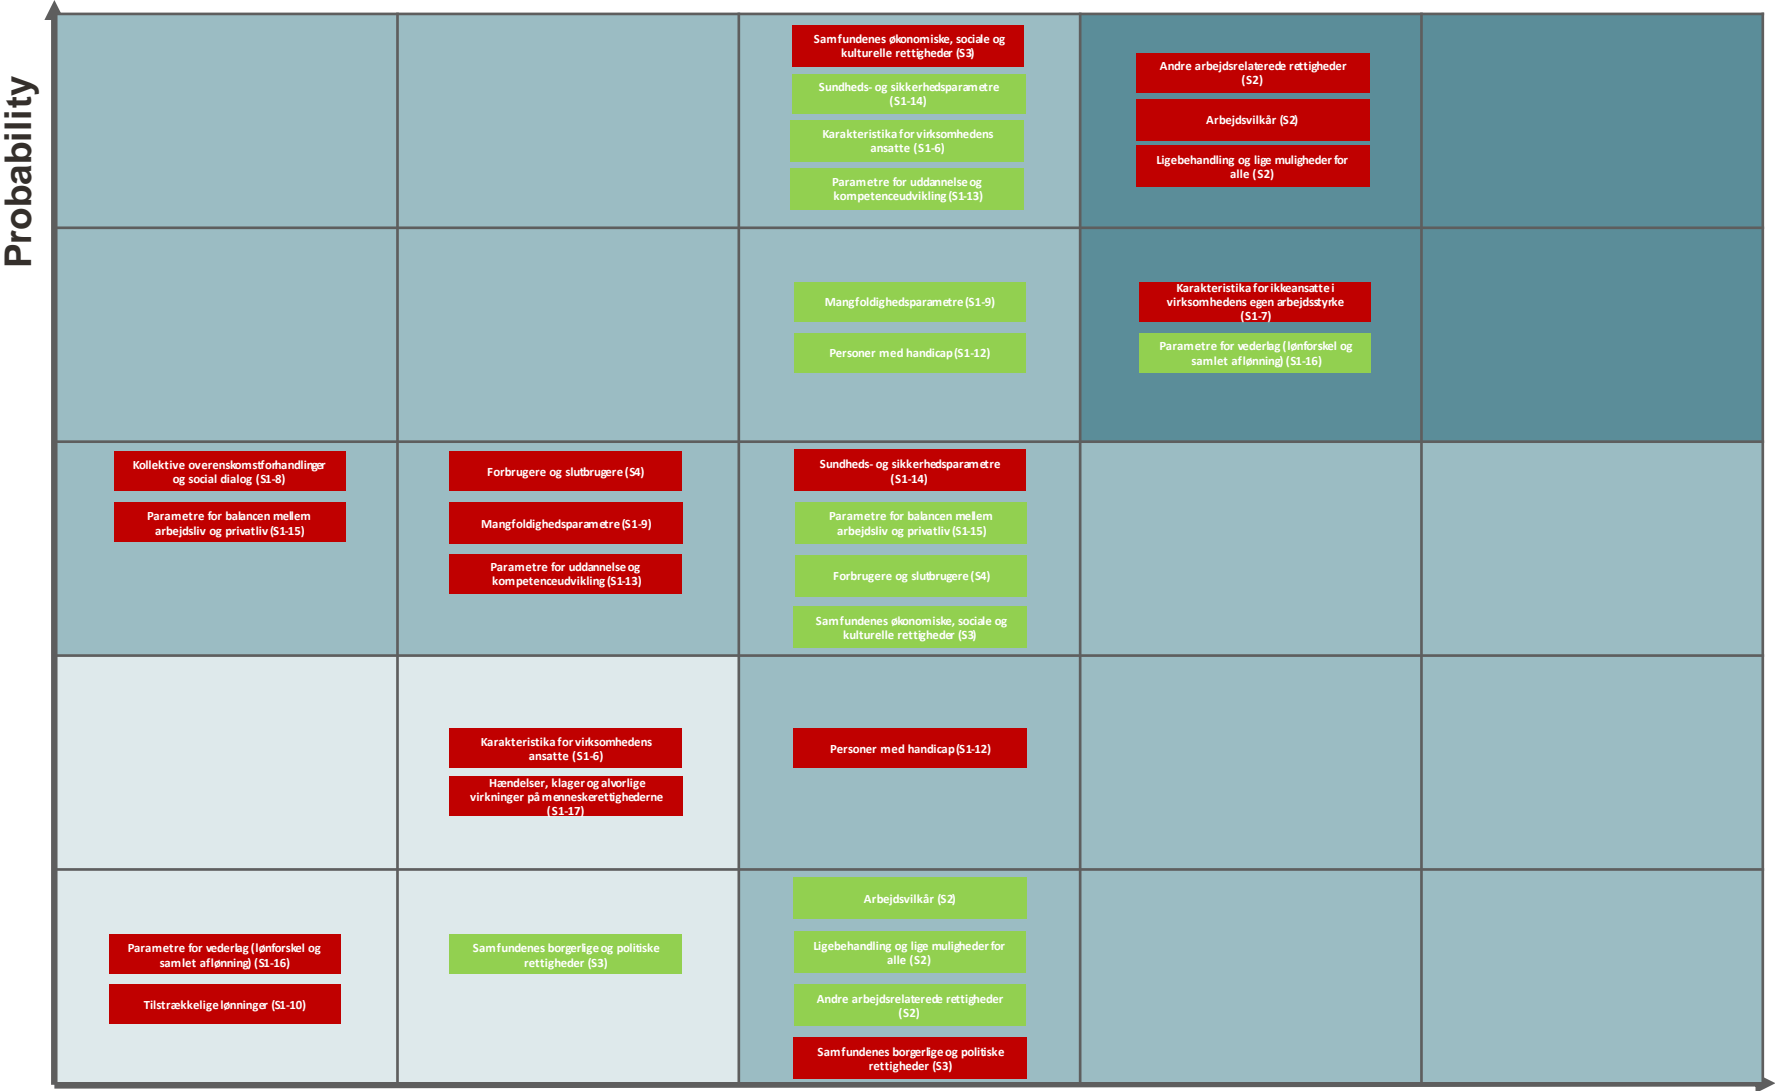 Probability
Samfundenes økonomiske, sociale og
kulturelle rettigheder (S3)
Sundheds- og sikkerhedsparametre
(S1-14)
Karakteristika for virksomhedens
ansatte (S1-6)
Parametre for uddannelse og
kompetenceudvikling (S1-13)
Andre arbejdsrelaterede rettigheder
(S2)
Arbejdsvilkår (S2)
Ligebehandling og lige muligheder for
alle (S2)
Mangfoldighedsparametre (S1-9)
Personer med handicap (S1-12)
Karakteristika for ikkeansatte i
virksomhedens egen arbejdsstyrke
(S1-7)
Parametre for vederlag (lønforskel og
samlet aflønning) (S1-16)
Kollektive overenskomstforhandlinger
og social dialog (S1-8)
Parametre for balancen mellem
arbejdsliv og privatliv (S1-15)
Forbrugere og slutbrugere (S4)
Mangfoldighedsparametre (S1-9)
Parametre for uddannelse og
kompetenceudvikling (S1-13)
Sundheds- og sikkerhedsparametre
(S1-14)
Parametre for balancen mellem
arbejdsliv og privatliv (S1-15)
Forbrugere og slutbrugere (S4)
Samfundenes økonomiske, sociale og
kulturelle rettigheder (S3)
Karakteristika for virksomhedens
ansatte (S1-6)
Hændelser, klager og alvorlige
virkninger på menneskerettighederne
(S1-17)
Personer med handicap (S1-12)
Parametre for vederlag (lønforskel og
samlet aflønning) (S1-16)
Tilstrækkelige lønninger (S1-10)
Samfundenes borgerlige og politiske
rettigheder (S3)
Arbejdsvilkår (S2)
Ligebehandling og lige muligheder for
alle (S2)
Andre arbejdsrelaterede rettigheder
(S2)
Samfundenes borgerlige og politiske
rettigheder (S3)